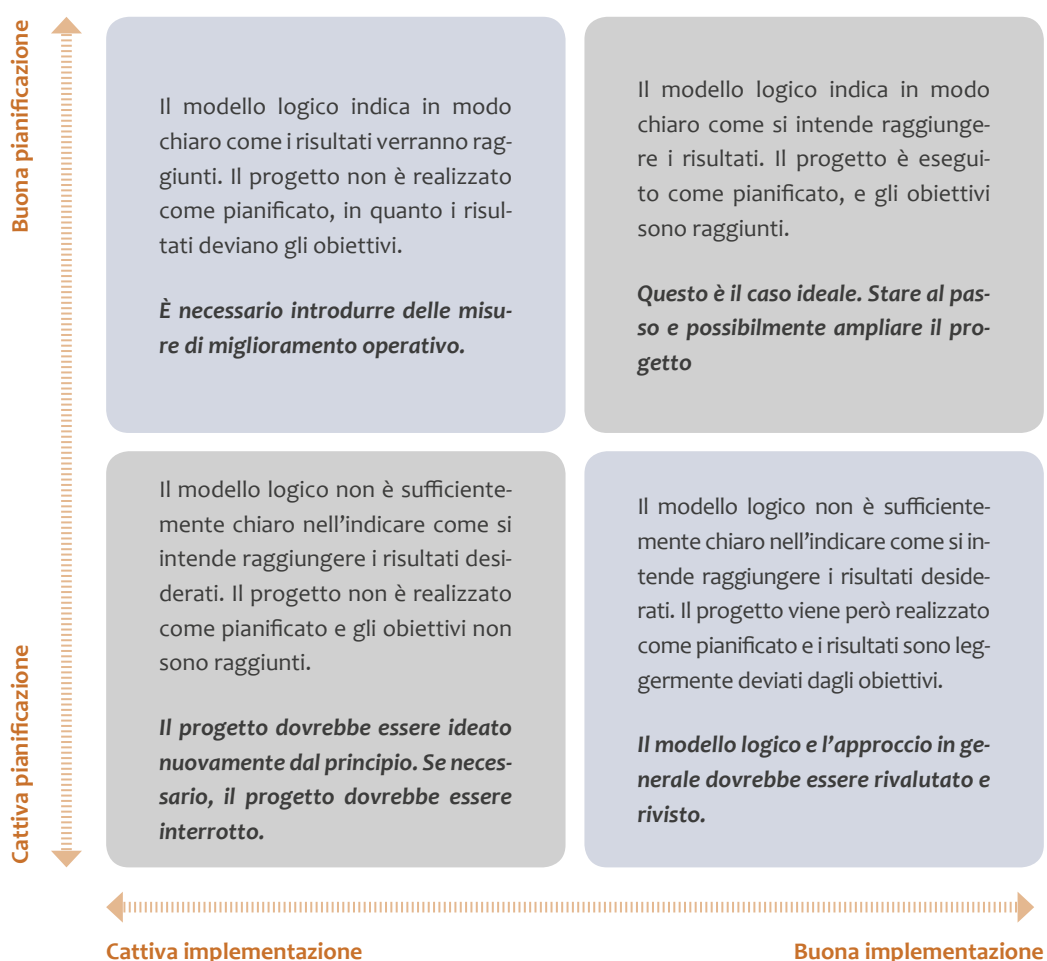 Buona pianificazione
Il modello logico indica in modo
chiaro come i risultati verranno rag-
giunti. Il progetto non è realizzato
come pianificato, in quanto i risul-
tati deviano gli obiettivi.
È necessario introdurre delle misu-
re di miglioramento operativo.
Il modello logico indica in modo
chiaro come si intende raggiunge-
re i risultati. Il progetto è esegui-
to come pianificato, e gli obiettivi
sono raggiunti.
Questo è il caso ideale. Stare al pas-
so e possibilmente ampliare il pro-
getto
Cattiva pianificazione
Il modello logico non è sufficiente-
mente chiaro nell’indicare come si
intende raggiungere i risultati desi-
derati. Il progetto non è realizzato
come pianificato e gli obiettivi non
sono raggiunti.
Il progetto dovrebbe essere ideato
nuovamente dal principio. Se neces-
sario, il progetto dovrebbe essere
interrotto.
Il modello logico non è sufficiente-
mente chiaro nell’indicare come si in-
tende raggiungere i risultati deside-
rati. Il progetto viene però realizzato
come pianificato e i risultati sono leg-
germente deviati dagli obiettivi.
Il modello logico e l’approccio in ge-
nerale dovrebbe essere rivalutato e
rivisto.
Cattiva implementazione
Buona implementazione